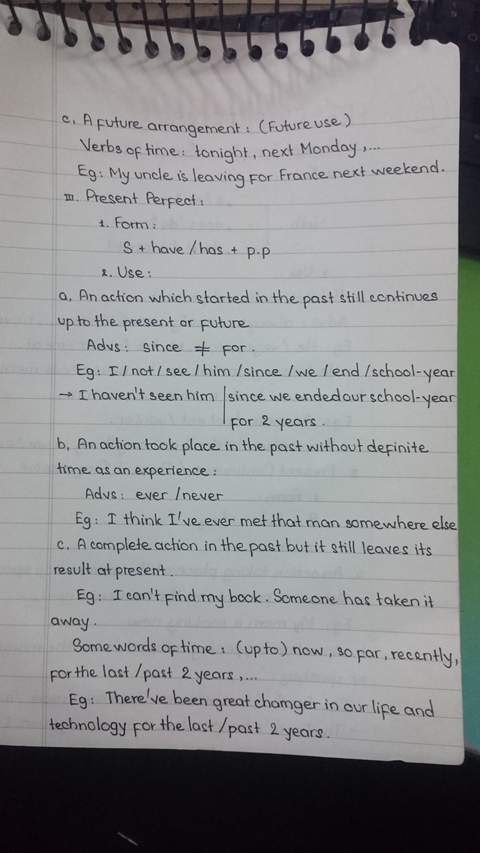 c, A future arrangement : (Future use)
Verbs of time : tonight, next Monday ,...
Eg : My uncle is leaving for France next weekend.
III. Present Perfect :
1. Form :
S + have / has + p.p
2. Use :
a, An action which started in the past still continues
up to the present or future
Advs : since ≠ for .
Eg : I / not / see / him / since / we / end / school-year
→ I haven't seen him | since we ended our school-year
for 2 years .
b, An action took place in the past without definite
time as an experience :
Advs : ever / never
Eg : I think I've ever met that man somewhere else
c, A complete action in the past but it still leaves its
result at present .
Eg : I can't find my book . Someone has taken it
away .
Some words of time : (up to) now , so far , recently ,
for the last / past 2 years ,...
Eg : There've been great changer in our life and
technology for the last / past 2 years .